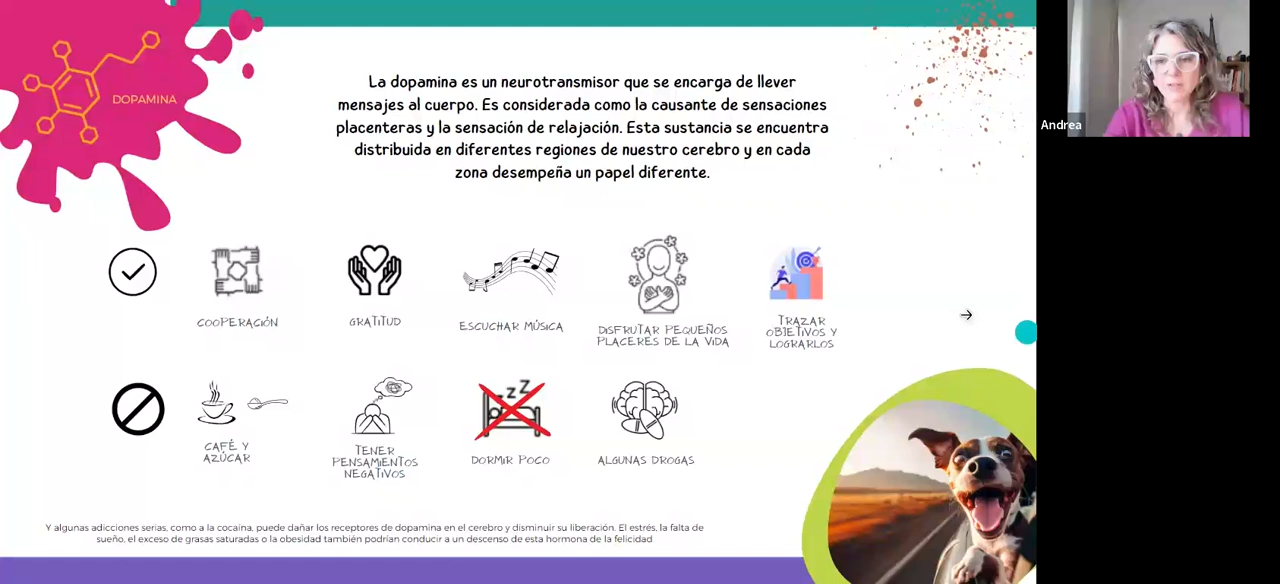 DOPAMINA
La dopamina es un neurotransmisor que se encarga de llever
mensajes al cuerpo. Es considerada como la causante de sensaciones
placenteras y la sensación de relajación. Esta sustancia se encuentra
distribuida en diferentes regiones de nuestro cerebro y en cada
zona desempeña un papel diferente.
Andrea
COOPERACIÓN
GRATITUD
ESCUCHAR MÚSICA
DISFRUTAR PEQUEÑOS
PLACERES DE LA VIDA
TRAZAR
OBJETIVOS Y
LOGRARLOS
CAFÉ Y
AZÚCAR
TENER
PENSAMIENTOS
NEGATIVOS
Z Z Z
DORMIR POCO
ALGUNAS DROGAS
Y algunas adicciones serias, como a la cocaína, puede dañar los receptores de dopamina en el cerebro y disminuir su liberación. El estrés, la falta de
sueño, el exceso de grasas saturadas o la obesidad también podrían conducir a un descenso de esta hormona de la felicidad